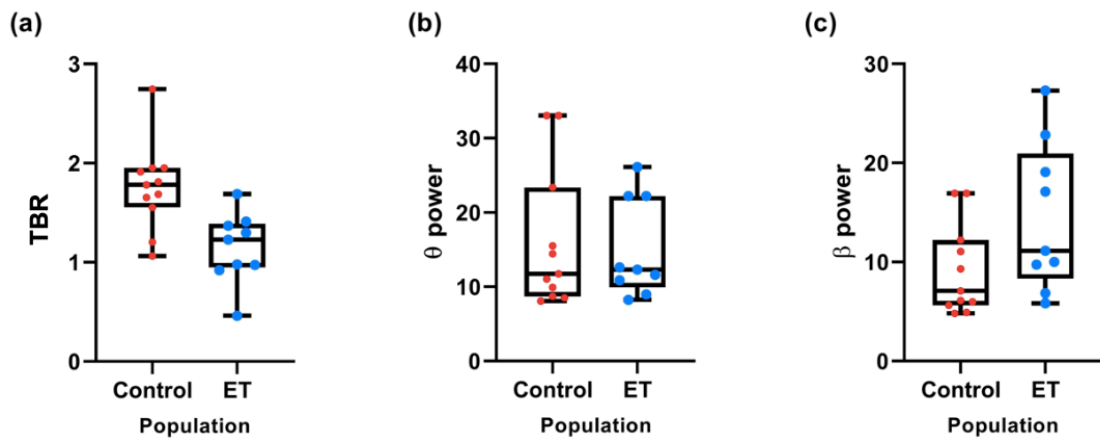 (a)
3
2
1
0
TBR
Control ET
Population
(b)
40
30
20
10
0
θ power
Control ET
Population
(c)
30
20
10
0
β power
Control ET
Population